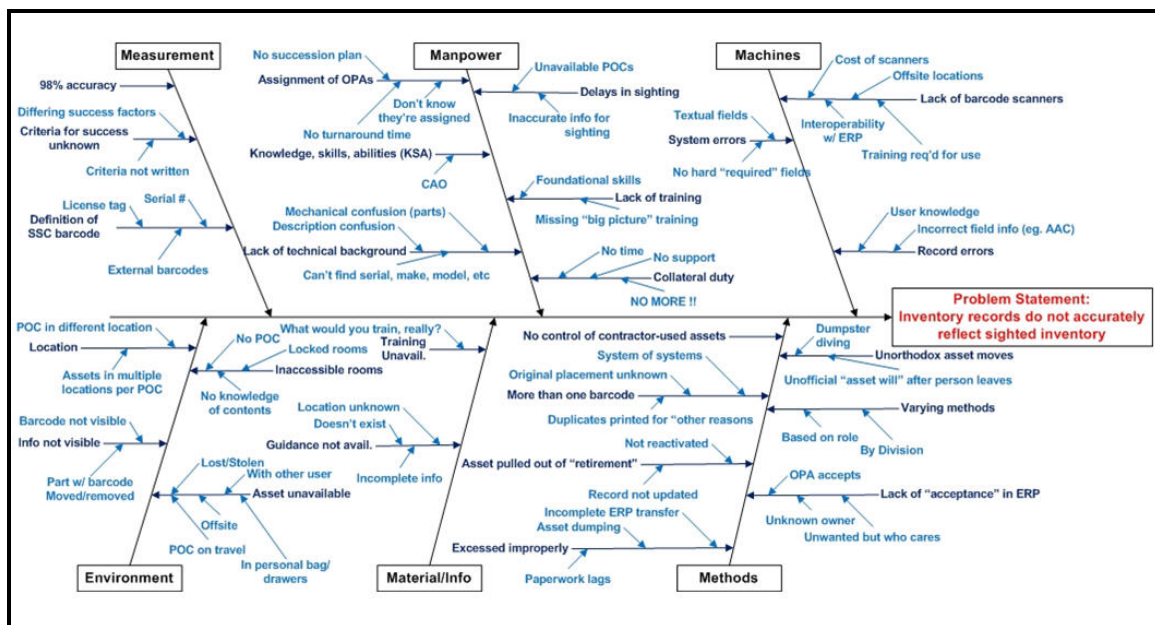 Measurement
98% accuracy
Differing success factors
Criteria for success
unknown
Criteria not written
License tag
Serial #
Definition of
SSC barcode
External barcodes
Manpower
No succession plan
Assignment of OPAs
Don't know
they're assigned
No turnaround time
Unavailable POCs
Delays in sighting
Inaccurate info for
sighting
Knowledge, skills, abilities (KSA)
CAO
Foundational skills
Lack of training
Missing "big picture" training
Mechanical confusion (parts)
Description confusion
Lack of technical background
Can't find serial, make, model, etc
No time
No support
Collateral duty
NO MORE !!
Machines
Cost of scanners
Offsite locations
Lack of barcode scanners
Interoperability
w/ ERP
Training req'd for use
Textual fields
System errors
No hard "required" fields
User knowledge
Incorrect field info (eg. AAC)
Record errors
Problem Statement:
Inventory records do not accurately
reflect sighted inventory
POC in different location
Location
Assets in multiple
locations per POC
No POC
Locked rooms
Inaccessible rooms
No knowledge
of contents
Barcode not visible
Info not visible
Part w/ barcode
Moved/removed
Lost/Stolen
With other user
Asset unavailable
Offsite
POC on travel
In personal bag/
drawers
Environment
What would you train, really?
Training
Unavail.
Location unknown
Doesn't exist
Guidance not avail.
Incomplete info
Material/Info
No control of contractor-used assets
Dumpster
diving
Unorthodox asset moves
Unofficial "asset will" after person leaves
System of systems
Original placement unknown
More than one barcode
Duplicates printed for "other reasons
Varying methods
Based on role
By Division
Not reactivated
Asset pulled out of "retirement"
Record not updated
OPA accepts
Lack of "acceptance" in ERP
Unknown owner
Unwanted but who cares
Incomplete ERP transfer
Asset dumping
Excessed improperly
Paperwork lags
Methods